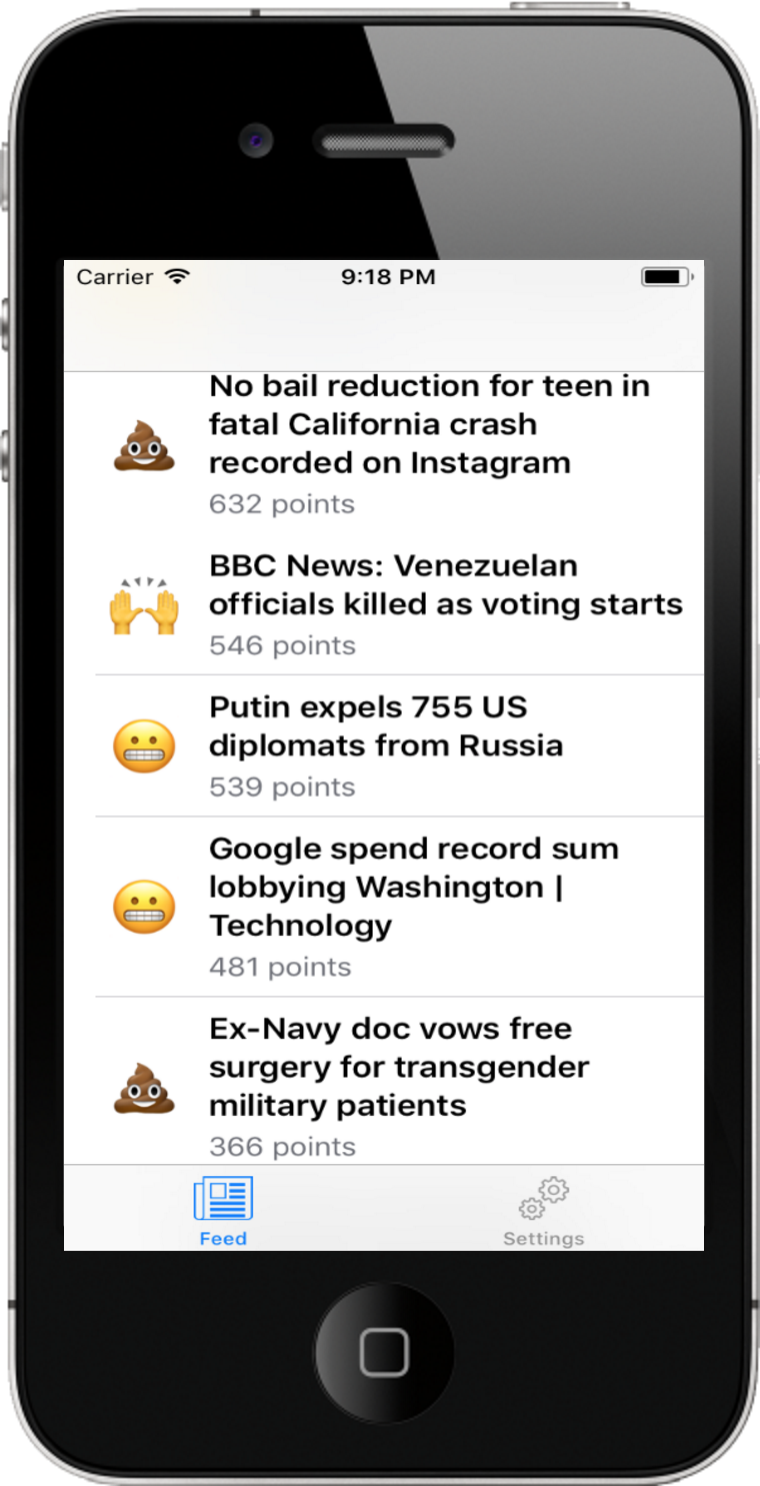 Carrier 9:18 PM
No bail reduction for teen in
fatal California crash
recorded on Instagram
632 points
BBC News: Venezuelan
officials killed as voting starts
546 points
Putin expels 755 US
diplomats from Russia
539 points
Google spend record sum
lobbying Washington |
Technology
481 points
Ex-Navy doc vows free
surgery for transgender
military patients
366 points
Feed Settings